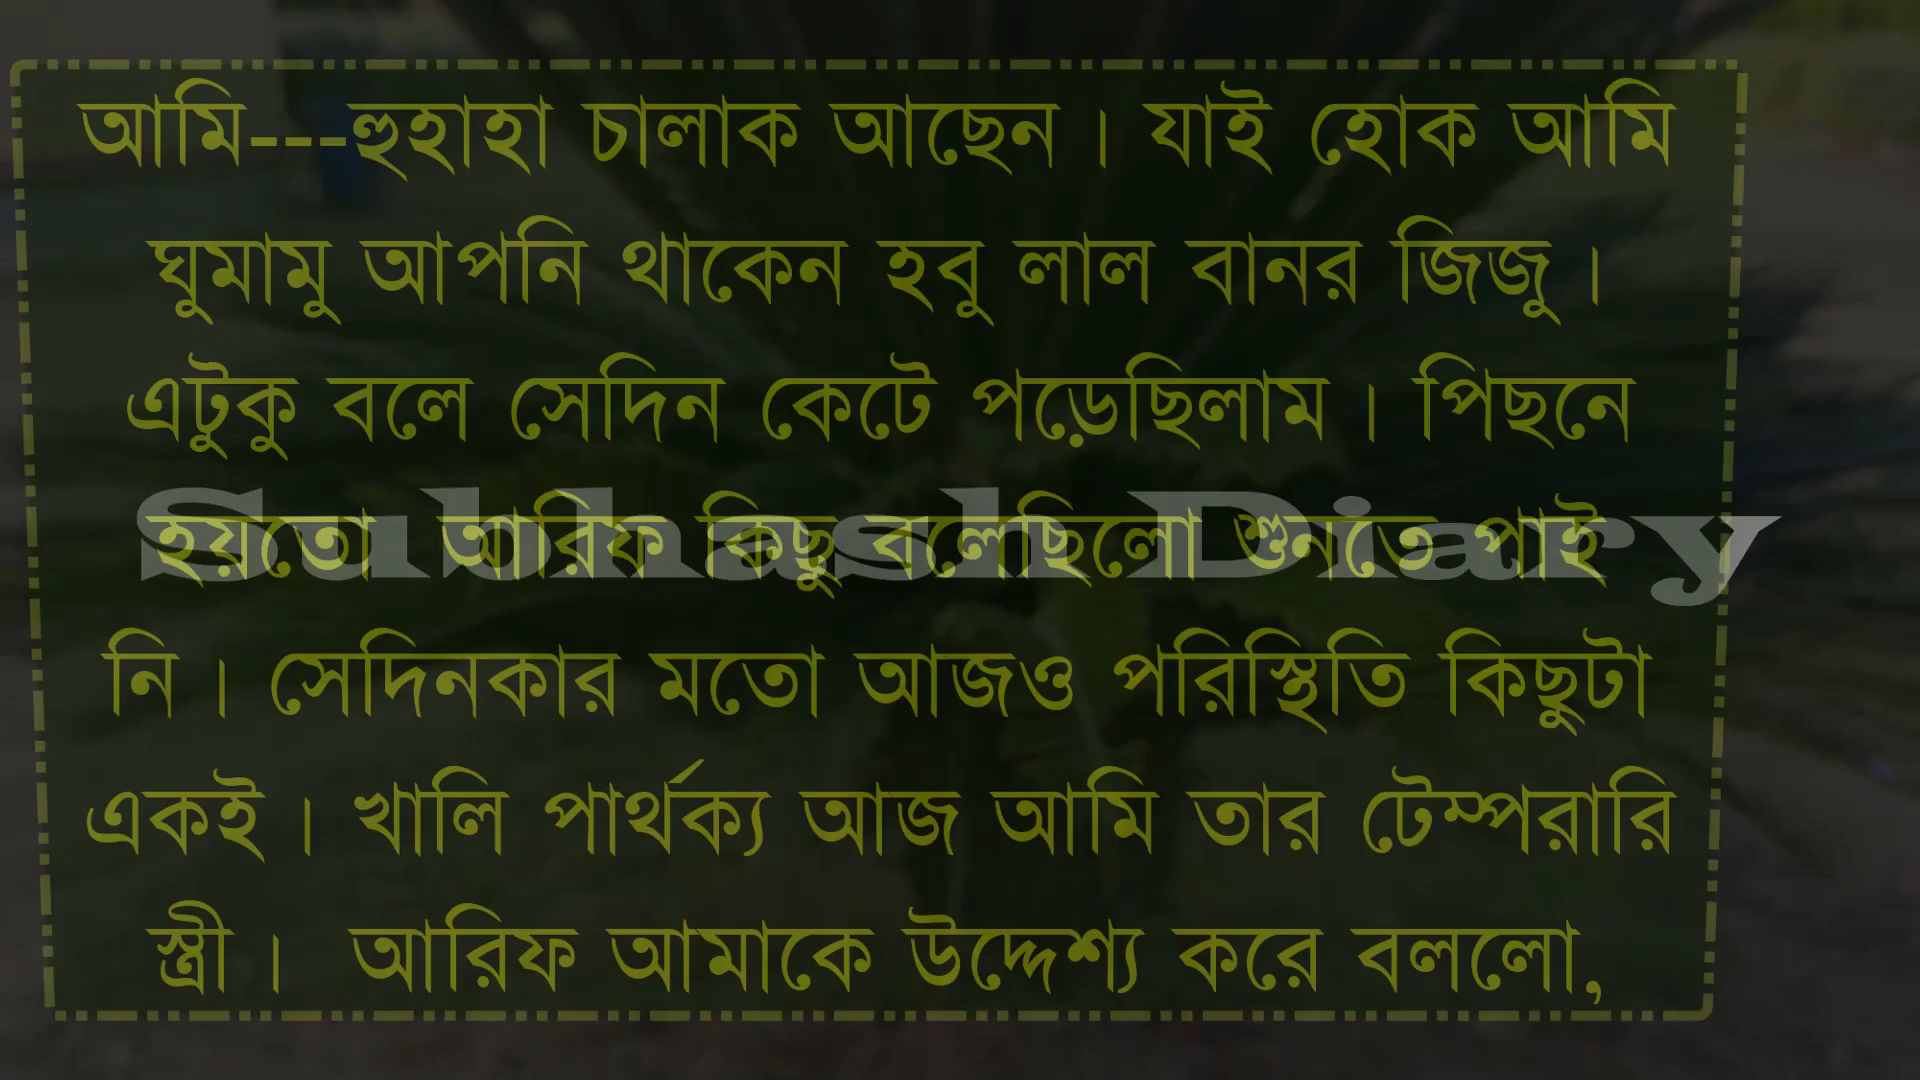 আমি---হুহাহা চালাক আছেন। যাই হোক আমি
ঘুমামু আপনি থাকেন হবু লাল বানর জিজু।
এটুকু বলে সেদিন কেটে পড়েছিলাম। পিছনে
হয়তো আরিফ কিছু বলেছিলো শুনতে পাই
Subhash Diary
নি। সেদিনকার মতো আজও পরিস্থিতি কিছুটা
একই। খালি পার্থক্য আজ আমি তার টেম্পরারি
স্ত্রী। আরিফ আমাকে উদ্দেশ্য করে বললো,